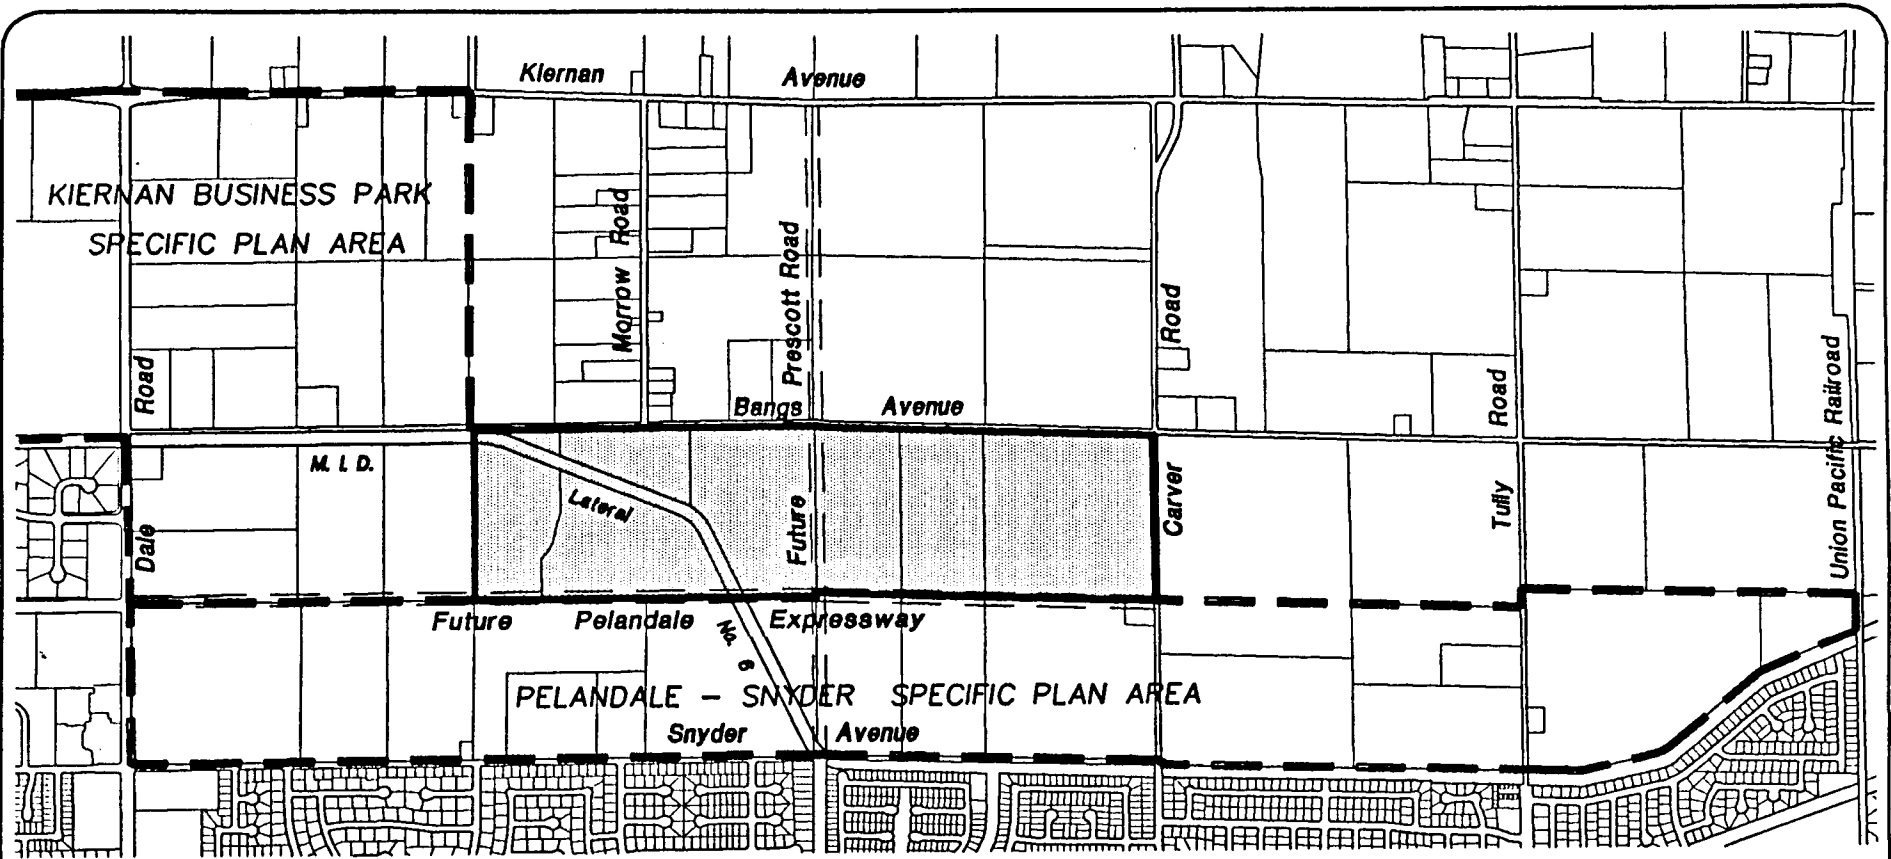 Kiernan Avenue
KIERNAN BUSINESS PARK
SPECIFIC PLAN AREA
Morrow Road
Prescott Road
Road
Road
Road
Union Pacific Railroad
Bangs Avenue
M. I. D.
Lateral
Future
Carver
Tully
Dale
Future Pelandale Expressway
No. 6
PELANDALE – SNYDER SPECIFIC PLAN AREA
Snyder Avenue